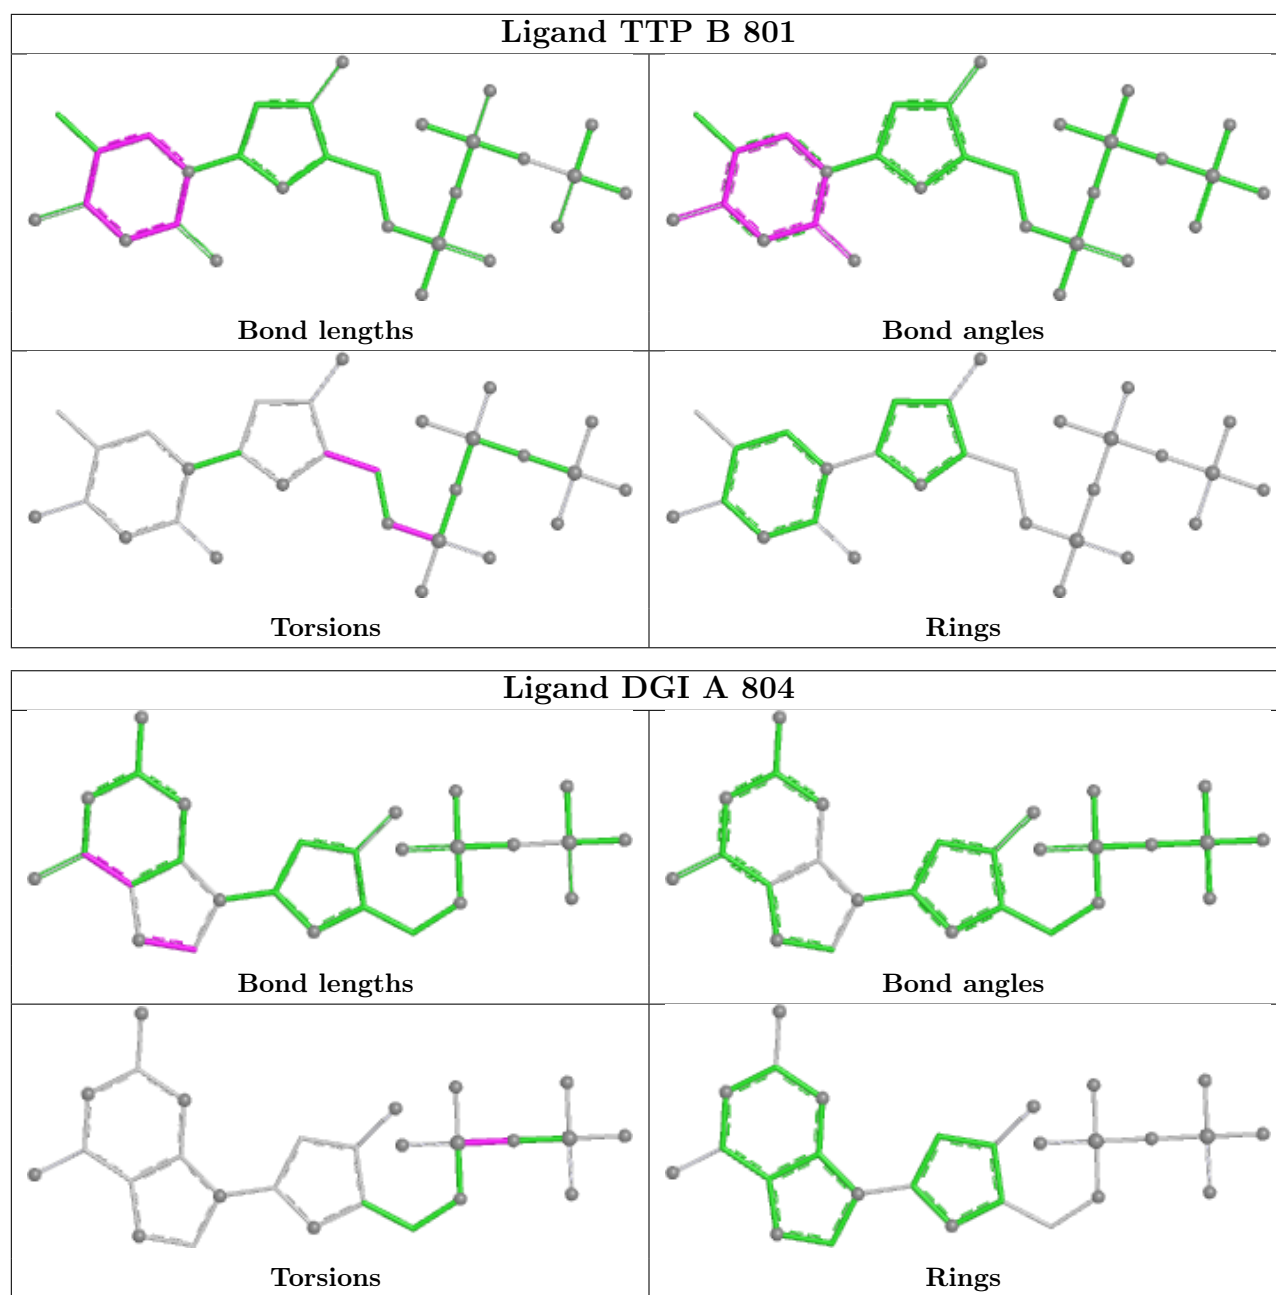 Ligand TTP B 801
Bond lengths
Bond angles
Torsions
Rings
Ligand DGI A 804
Bond lengths
Bond angles
Torsions
Rings